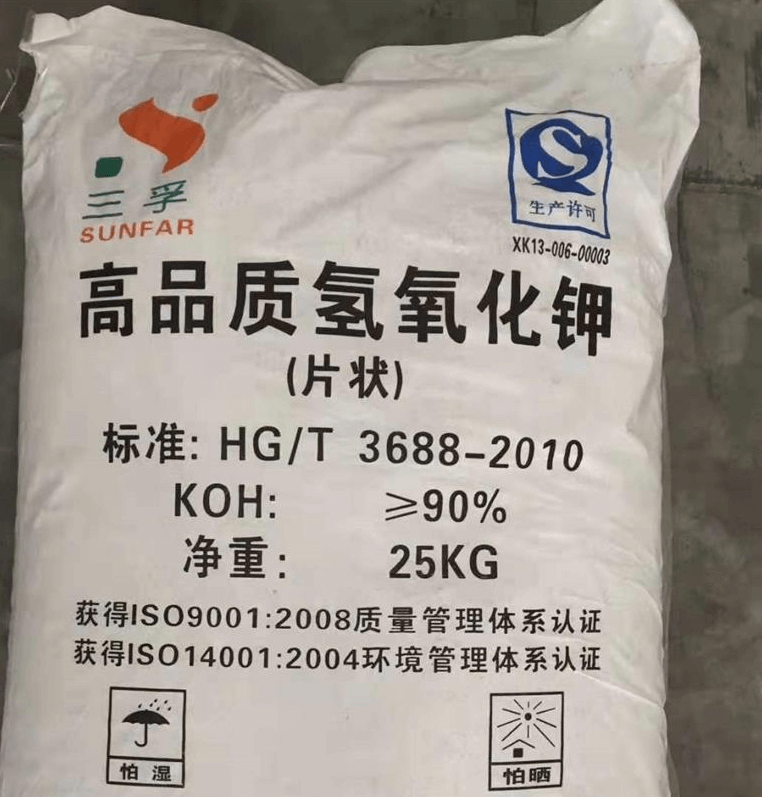 三孚
SUNFAR
生产许可
XK13-006-00003
高品质氢氧化钾
(片状)
标准: HG/T 3688-2010
KOH: ≥90%
净重: 25KG
获得ISO9001:2008质量管理体系认证
获得ISO14001:2004环境管理体系认证
怕湿
怕晒